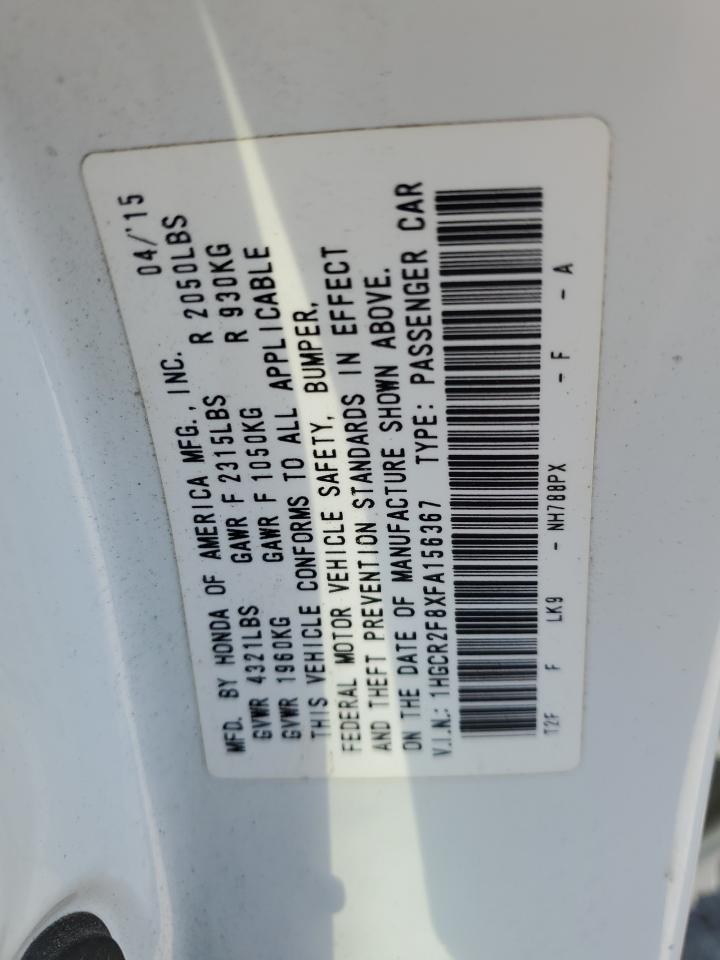 MFD. BY HONDA OF AMERICA MFG., INC. 04/'15
GVWR 4321LBS GAWR F 2315LBS R 2050LBS
GVWR 1960KG GAWR F 1050KG R 930KG
THIS VEHICLE CONFORMS TO ALL APPLICABLE
FEDERAL MOTOR VEHICLE SAFETY, BUMPER,
AND THEFT PREVENTION STANDARDS IN EFFECT
ON THE DATE OF MANUFACTURE SHOWN ABOVE.
V.I.N.: 1HGCR2F8XFA156367 TYPE: PASSENGER CAR
T2F F LK9 - NH788PX - F - A